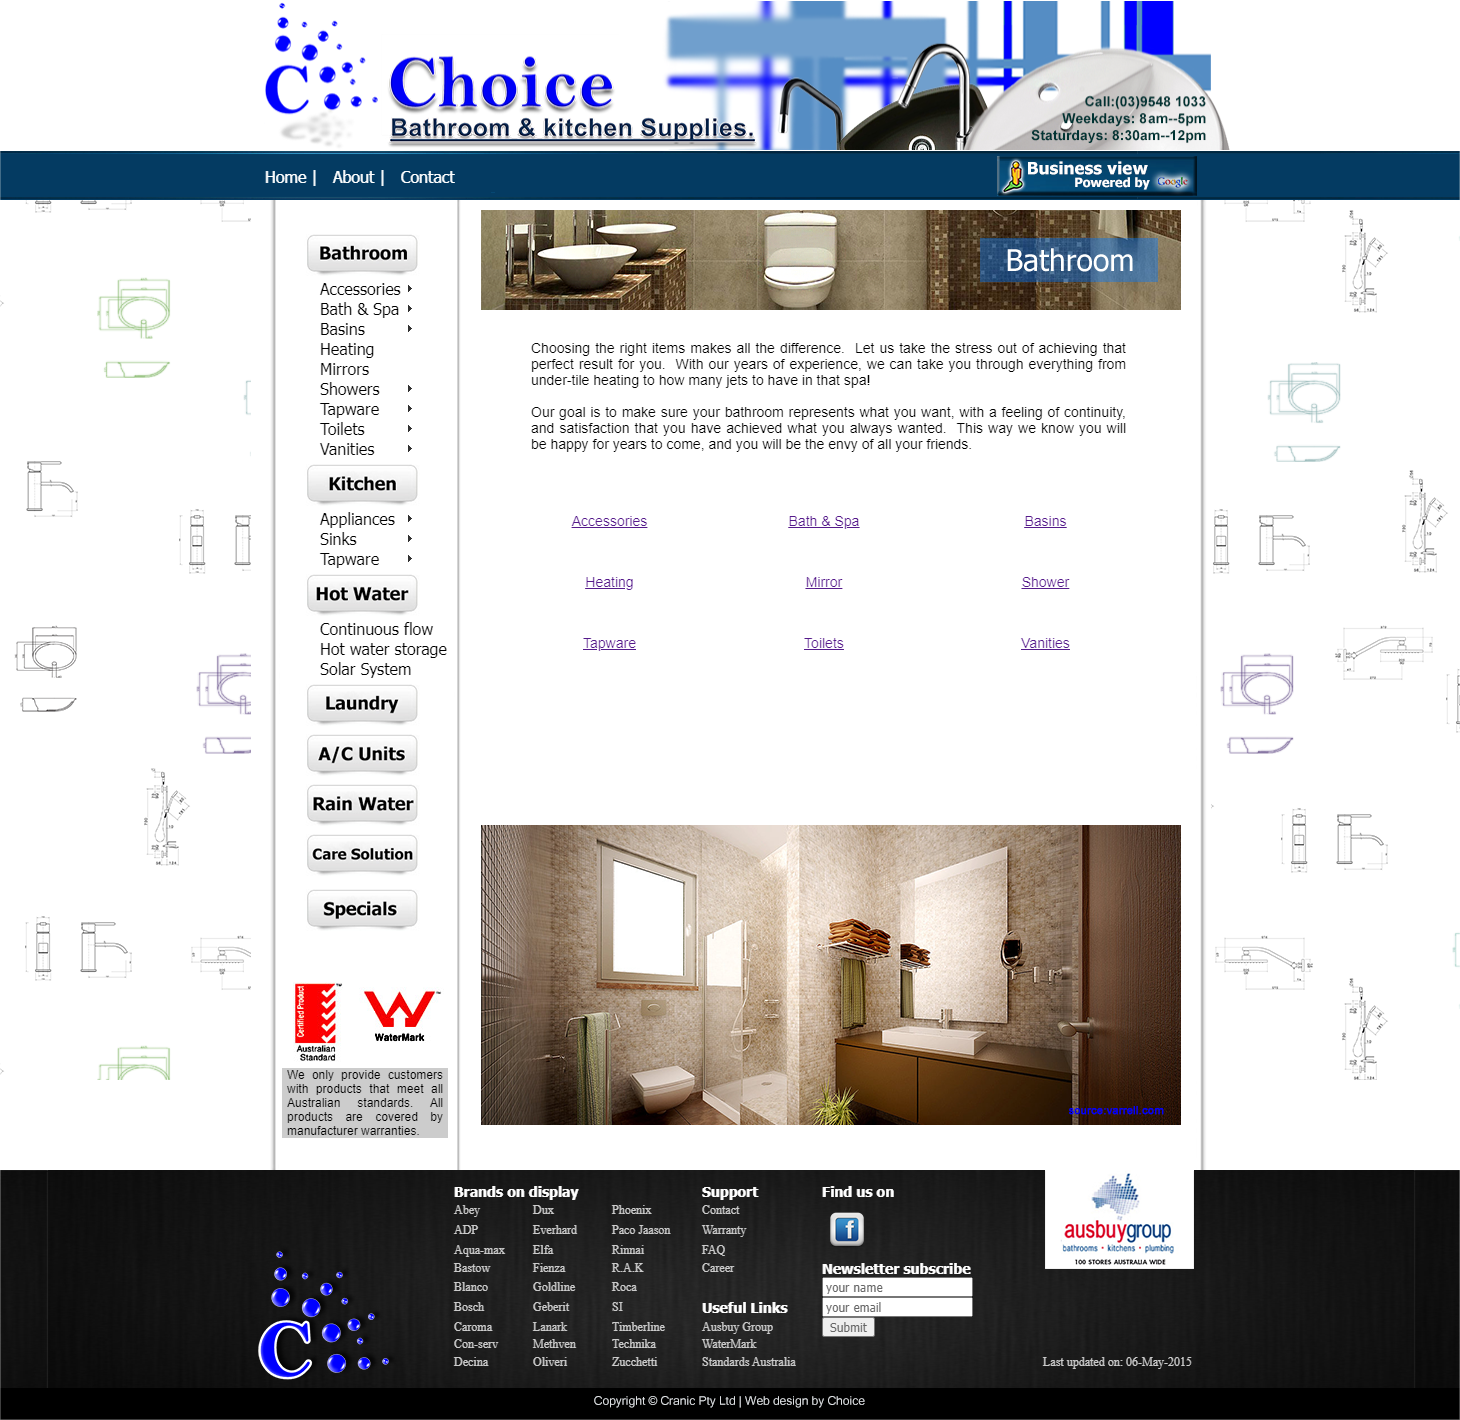 C Choice
Bathroom & kitchen Supplies.
Call:(03)9548 1033
Weekdays: 8am--5pm
Staturdays: 8:30am--12pm
Home | About | Contact
Business view
Powered by Google
Bathroom
Accessories
Bath & Spa
Basins
Heating
Mirrors
Showers
Tapware
Toilets
Vanities
Kitchen
Appliances
Sinks
Tapware
Hot Water
Continuous flow
Hot water storage
Solar System
Laundry
A/C Units
Rain Water
Care Solution
Specials
Certified Product
Australian
Standard
WaterMark
We only provide customers
with products that meet all
Australian standards. All
products are covered by
manufacturer warranties.
Bathroom
Choosing the right items makes all the difference. Let us take the stress out of achieving that
perfect result for you. With our years of experience, we can take you through everything from
under-tile heating to how many jets to have in that spa!
Our goal is to make sure your bathroom represents what you want, with a feeling of continuity,
and satisfaction that you have achieved what you always wanted. This way we know you will
be happy for years to come, and you will be the envy of all your friends.
Accessories Bath & Spa Basins
Heating Mirror Shower
Tapware Toilets Vanities
Brands on display
Abey Dux Phoenix
ADP Everhard Paco Jaason
Aqua-max Elfa Rinnai
Bastow Fienza R.A.K
Blanco Goldline Roca
Bosch Geberit SI
Caroma Lanark Timberline
Con-serv Methven Technika
Decina Oliveri Zucchetti
Support
Contact
Warranty
FAQ
Career
Useful Links
Ausbuy Group
WaterMark
Standards Australia
Find us on
f
Newsletter subscribe
your name
your email
Submit
ausbuygroup
bathrooms • kitchens • plumbing
100 STORES AUSTRALIA WIDE
Last updated on: 06-May-2015
C
Copyright © Cranic Pty Ltd | Web design by Choice